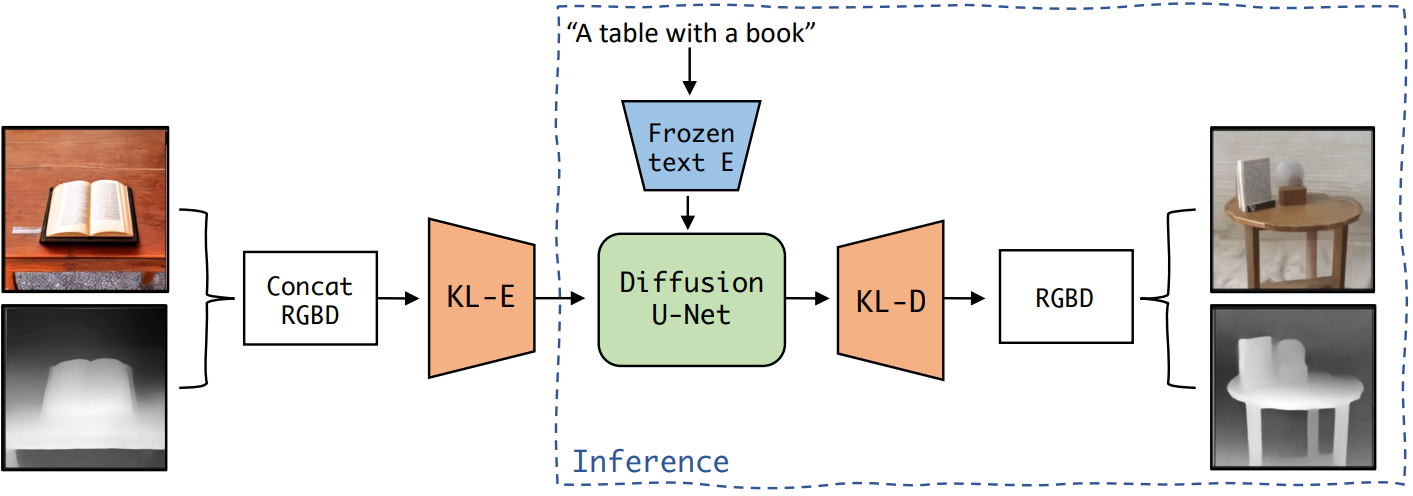 “A table with a book”
Frozen
text E
Concat
RGBD
KL-E
Diffusion
U-Net
KL-D
RGBD
Inference